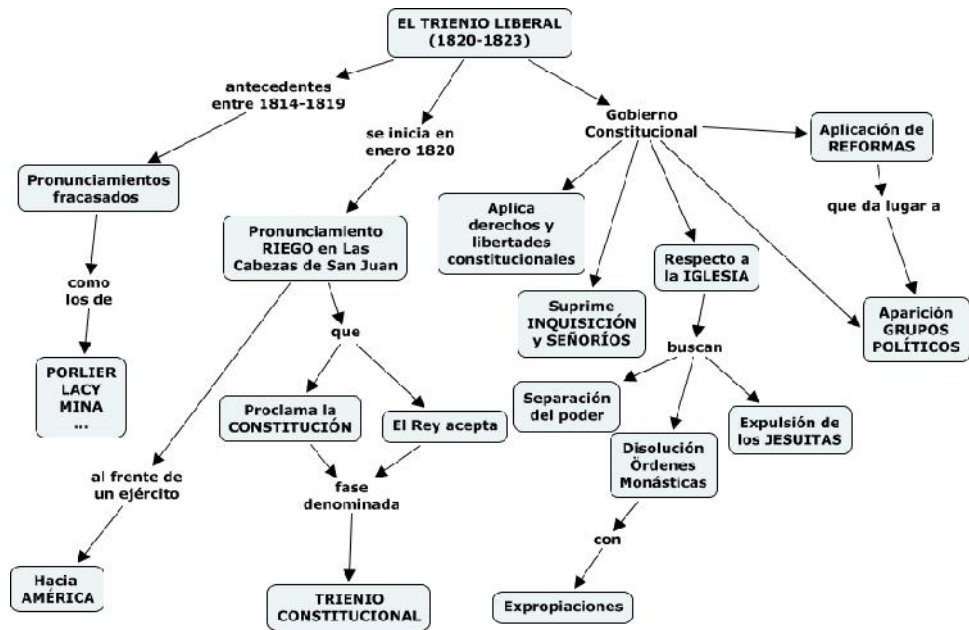 EL TRIENIO LIBERAL
(1820-1823)
antecedentes
entre 1814-1819
se inicia en
enero 1820
Gobierno
Constitucional
Aplicación de
REFORMAS
Pronunciamientos
fracasados
que da lugar a
Pronunciamiento
RIEGO en Las
Cabezas de San Juan
Aplica
derechos y
libertades
constitucionales
Respecto a
la IGLESIA
como
los de
Suprime
INQUISICIÓN
y SEÑORÍOS
Aparición
GRUPOS
POLÍTICOS
que
buscan
PORLIER
LACY
MINA
...
Proclama la
CONSTITUCIÓN
El Rey acepta
Separación
del poder
Expulsión de
los JESUITAS
Disolución
Ördenes
Monásticas
al frente de
un ejército
fase
denominada
con
Hacia
AMÉRICA
TRIENIO
CONSTITUCIONAL
Expropiaciones